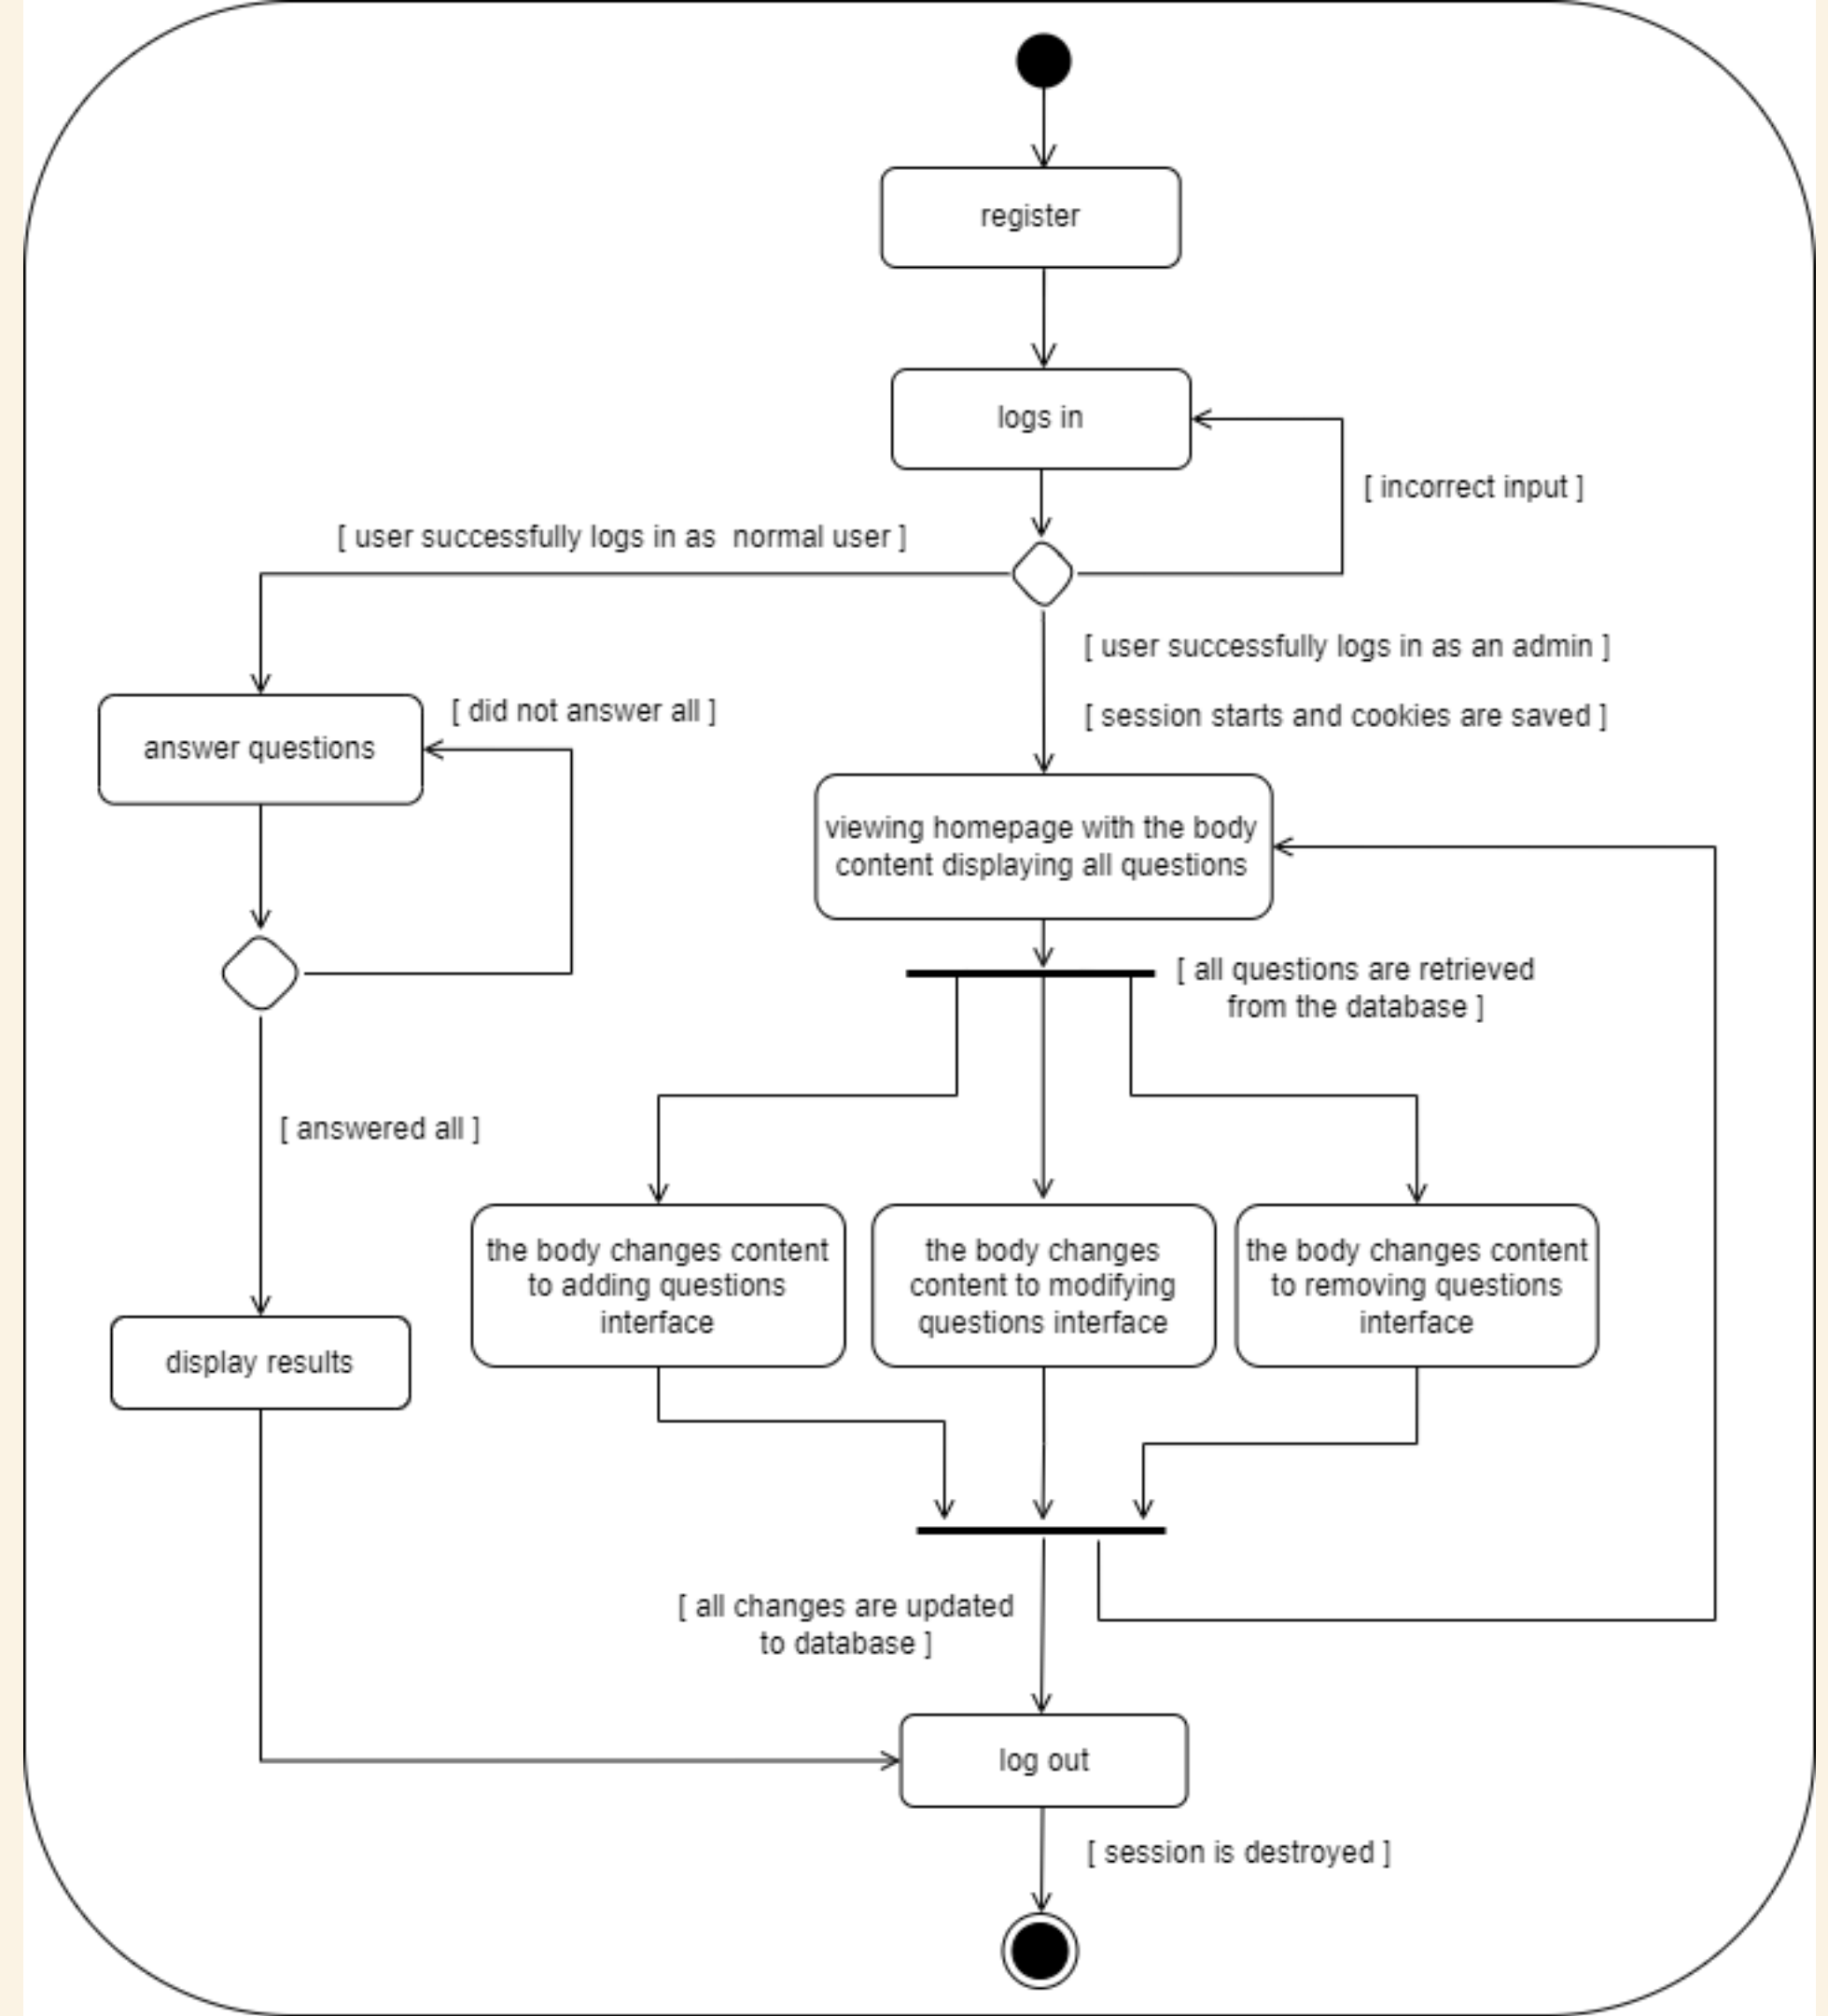 register
logs in
[ incorrect input ]
[ user successfully logs in as  normal user ]
[ user successfully logs in as an admin ]
[ session starts and cookies are saved ]
[ did not answer all ]
answer questions
viewing homepage with the body
content displaying all questions
[ all questions are retrieved
from the database ]
[ answered all ]
the body changes content
to adding questions
interface
the body changes
content to modifying
questions interface
the body changes content
to removing questions
interface
display results
[ all changes are updated
to database ]
log out
[ session is destroyed ]